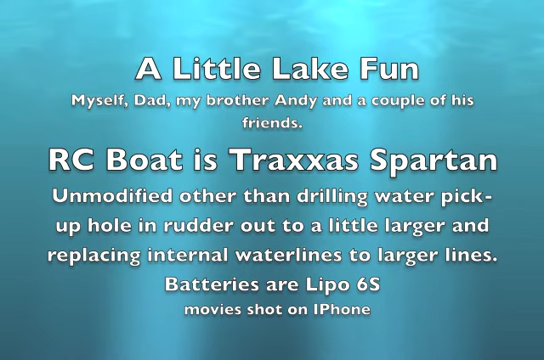 A Little Lake Fun
Myself, Dad, my brother Andy and a couple of his
friends.
RC Boat is Traxxas Spartan
Unmodified other than drilling water pick-
up hole in rudder out to a little larger and
replacing internal waterlines to larger lines.
Batteries are Lipo 6S
movies shot on IPhone